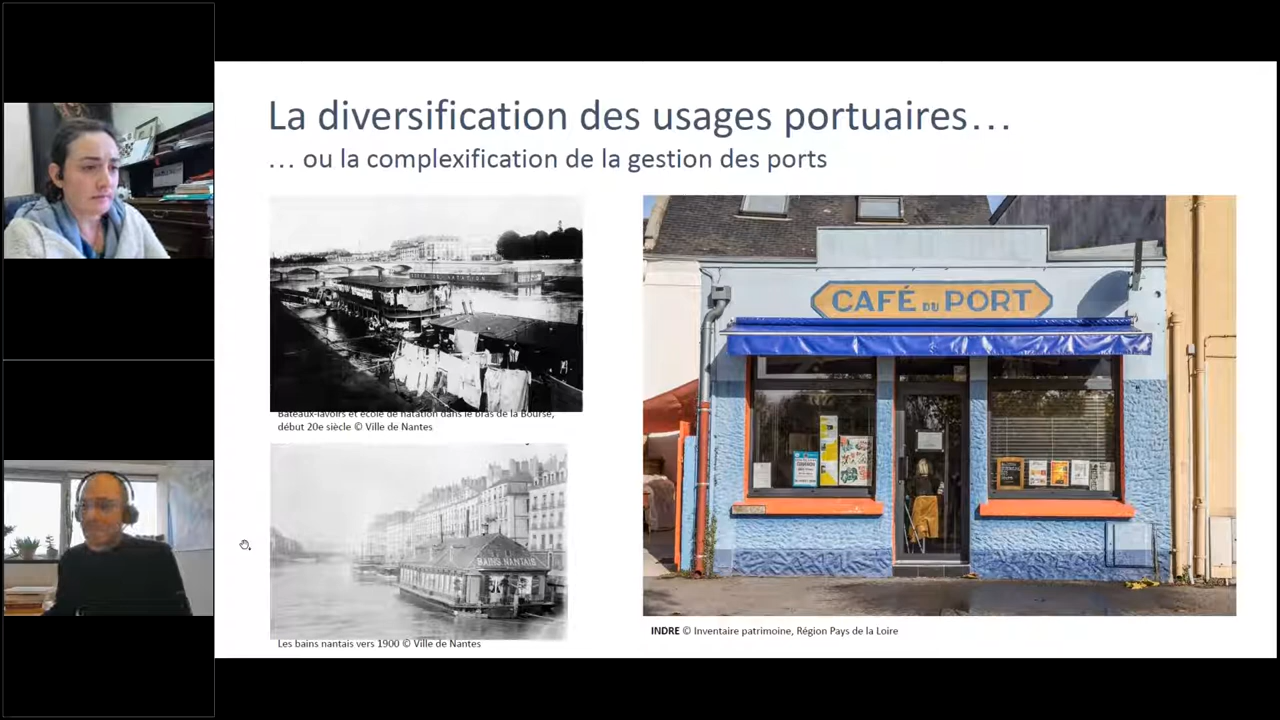 La diversification des usages portuaires…
… ou la complexification de la gestion des ports
Bateaux-lavoirs et école de natation dans le bras de la Bourse,
début 20e siècle © Ville de Nantes
BAINS NANTAIS
Les bains nantais vers 1900 © Ville de Nantes
CAFÉ DU PORT
INDRE © Inventaire patrimoine, Région Pays de la Loire